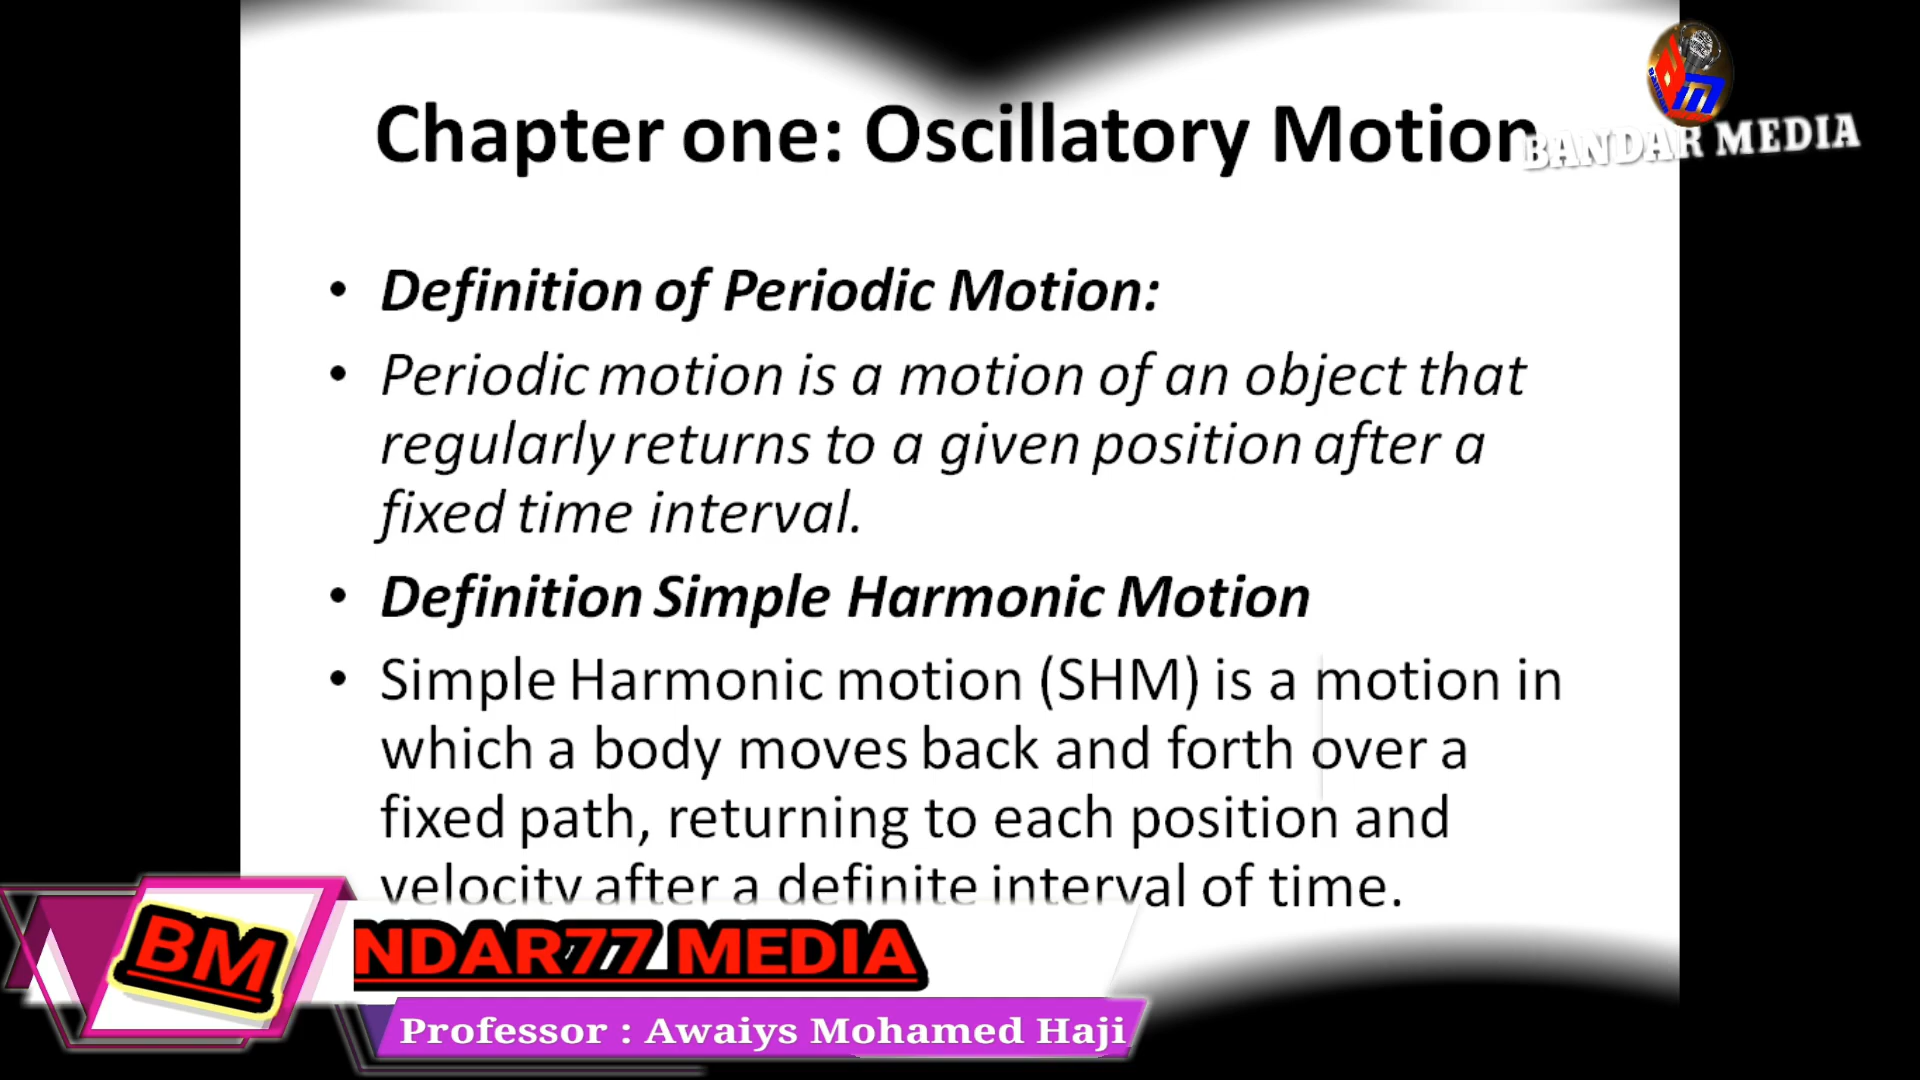 Chapter one: Oscillatory Motion
BANDAR MEDIA
• Definition of Periodic Motion:
• Periodic motion is a motion of an object that
regularly returns to a given position after a
fixed time interval.
• Definition Simple Harmonic Motion
• Simple Harmonic motion (SHM) is a motion in
which a body moves back and forth over a
fixed path, returning to each position and
velocity after a definite interval of time.
BM
NDAR77 MEDIA
Professor : Awaiys Mohamed Haji